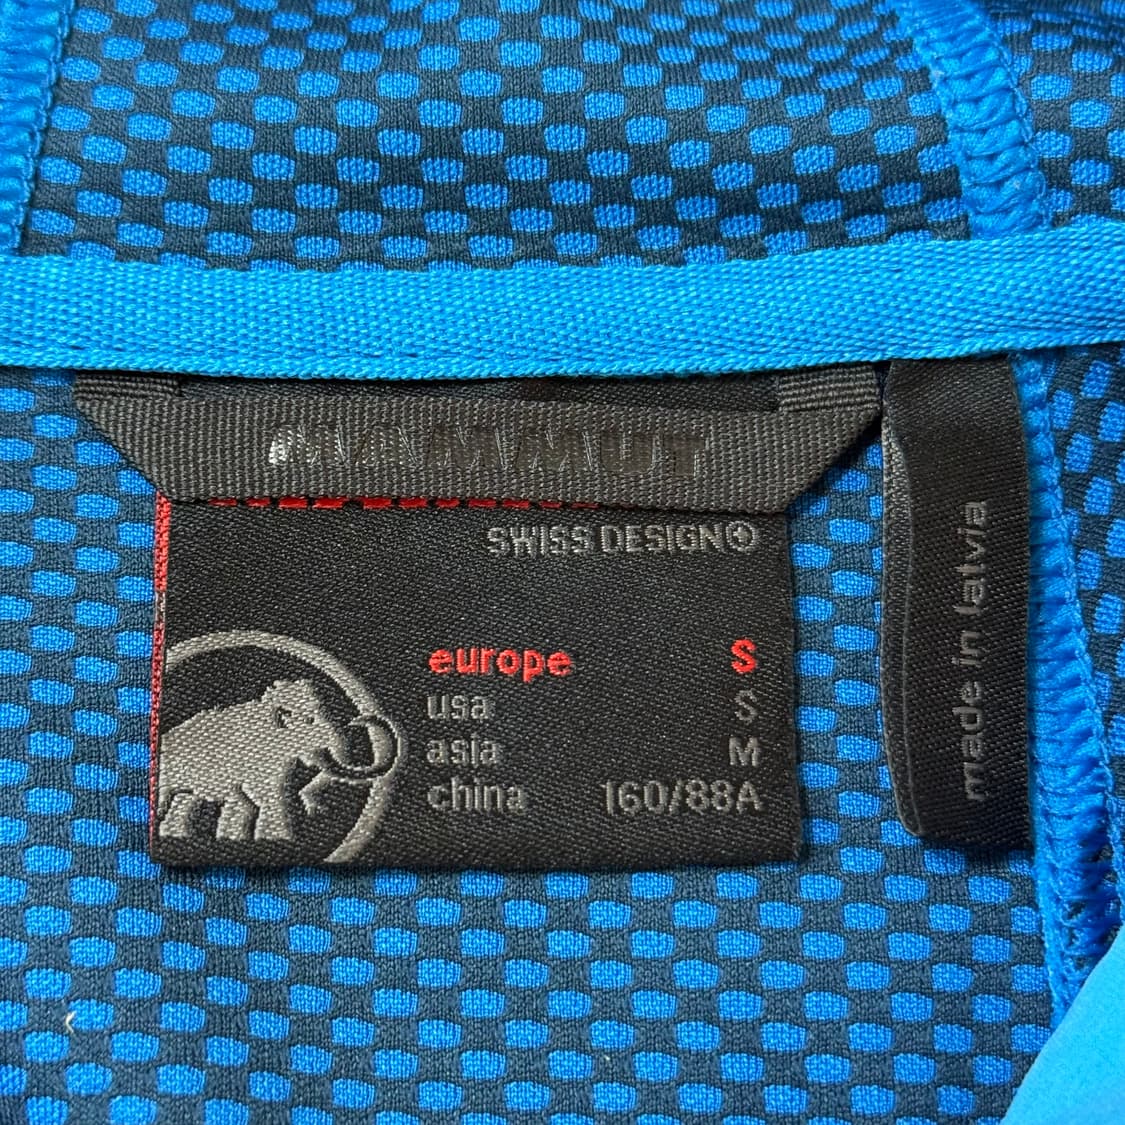 MAMMUT
SWISS DESIGN
europe S
usa S
asia M
china 160/88A
made in latvia